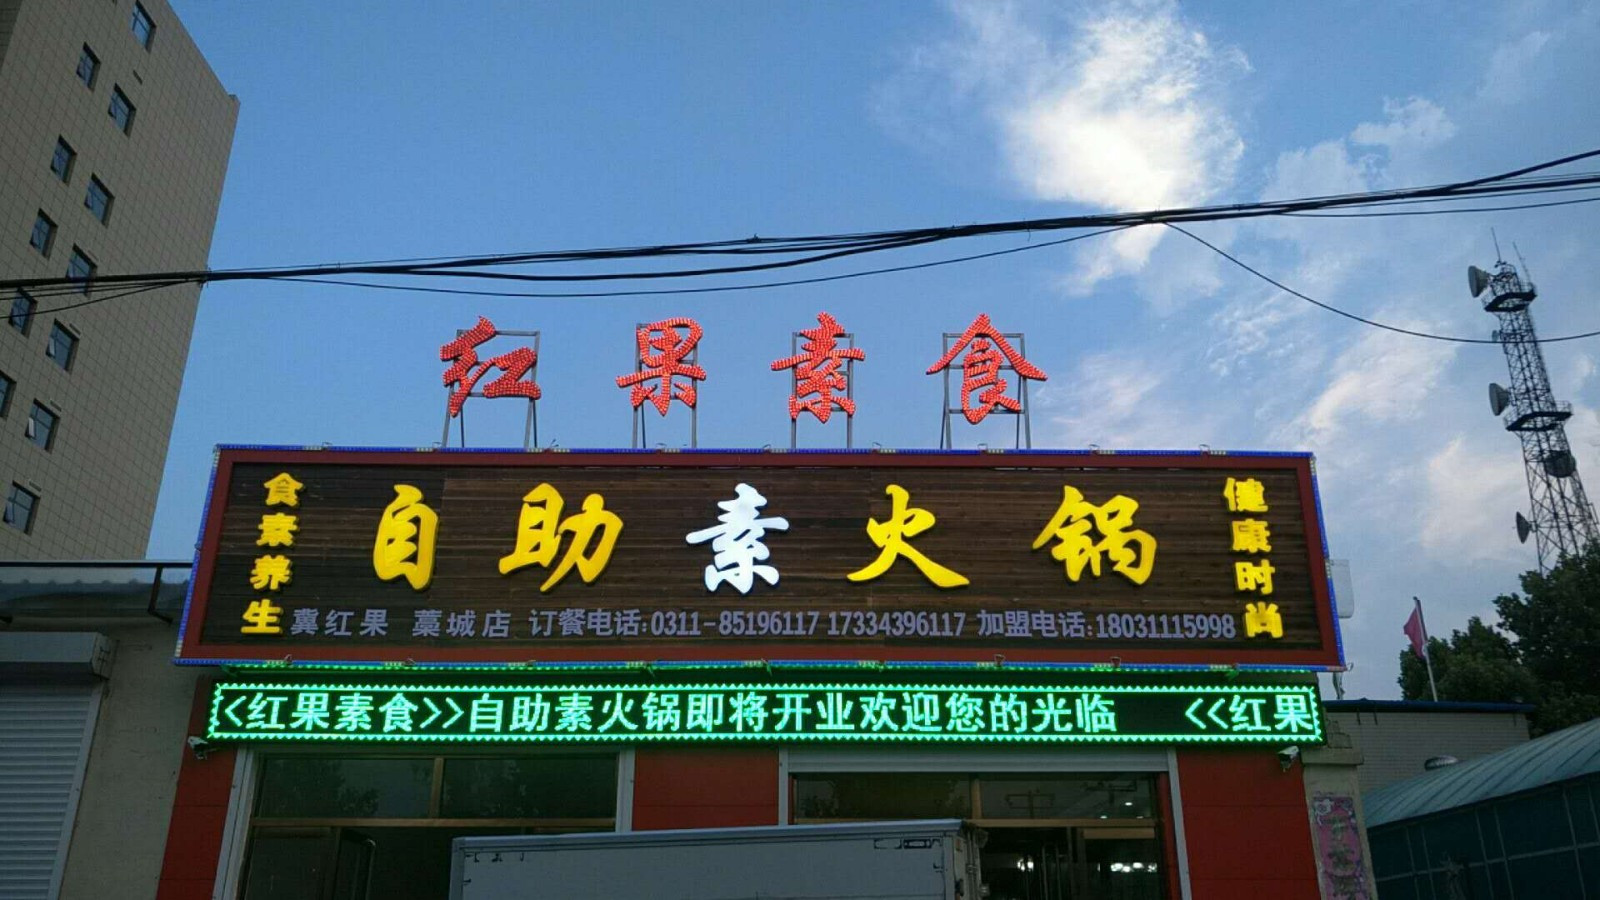 红果素食
食素养生
自助素火锅
健康时尚
冀红果 藁城店 订餐电话:0311-85196117 17334396117 加盟电话:18031115998
<红果素食>>自助素火锅即将开业欢迎您的光临 <<红果